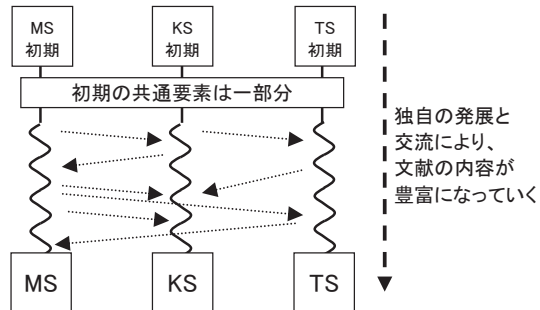 MS
初期
KS
初期
TS
初期
初期の共通要素は一部分
独自の発展と
交流により、
文献の内容が
豊富になっていく
MS
KS
TS